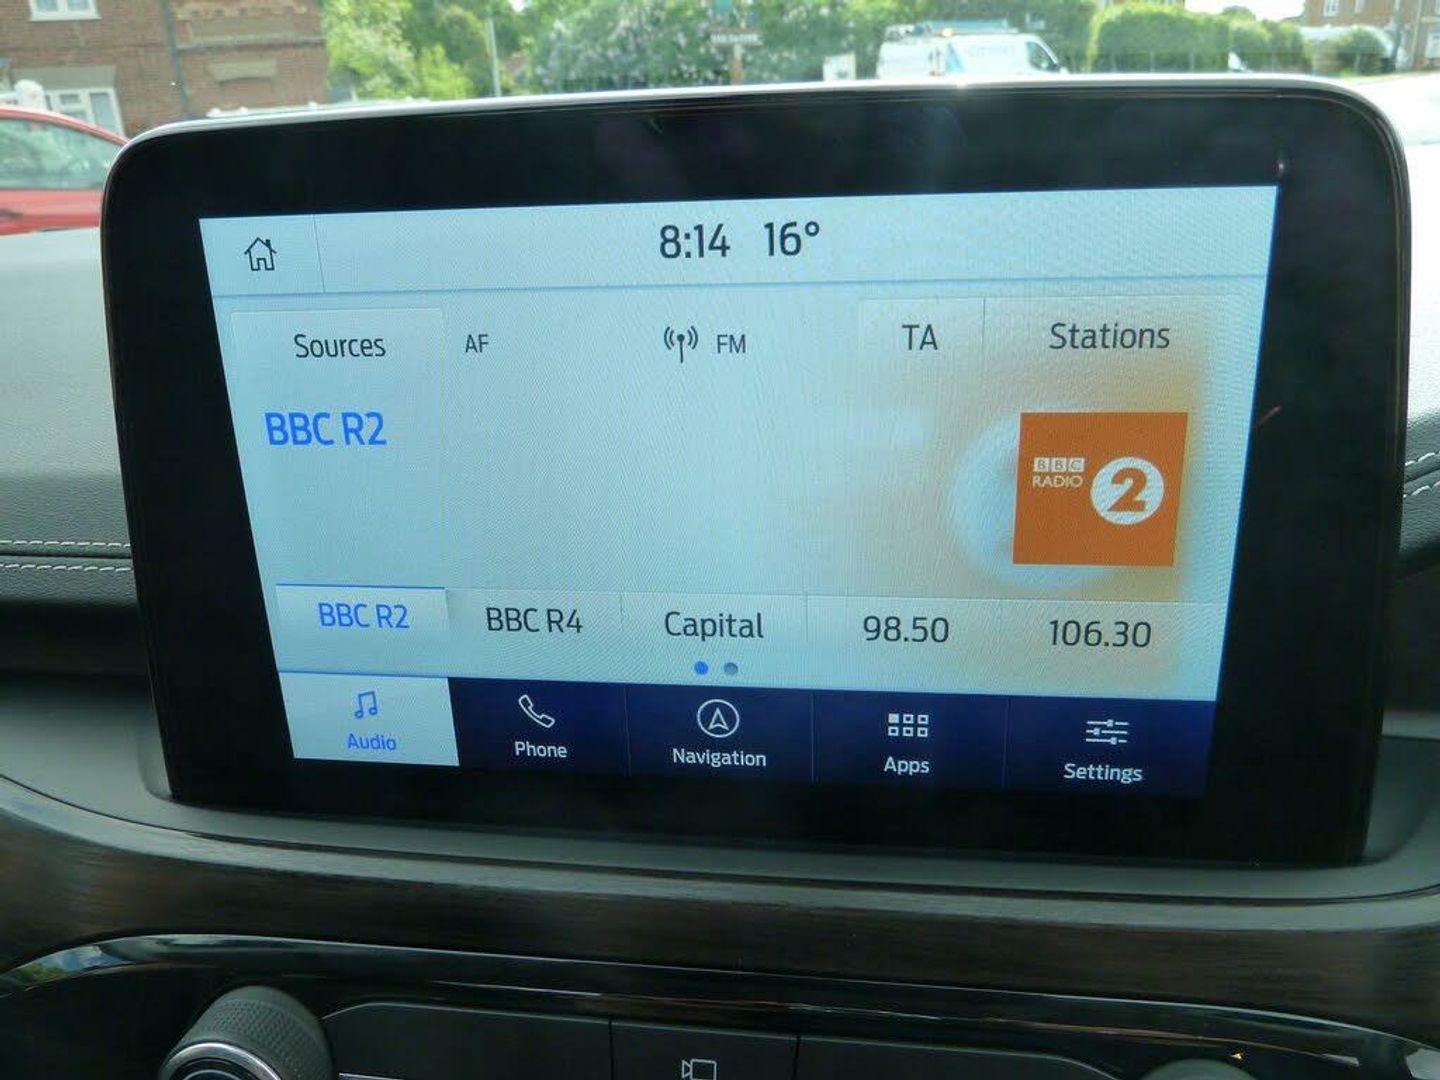 8:14 16°
Sources AF FM TA Stations
BBC R2
BBC
RADIO 2
BBC R2 BBC R4 Capital 98.50 106.30
Audio Phone Navigation Apps Settings